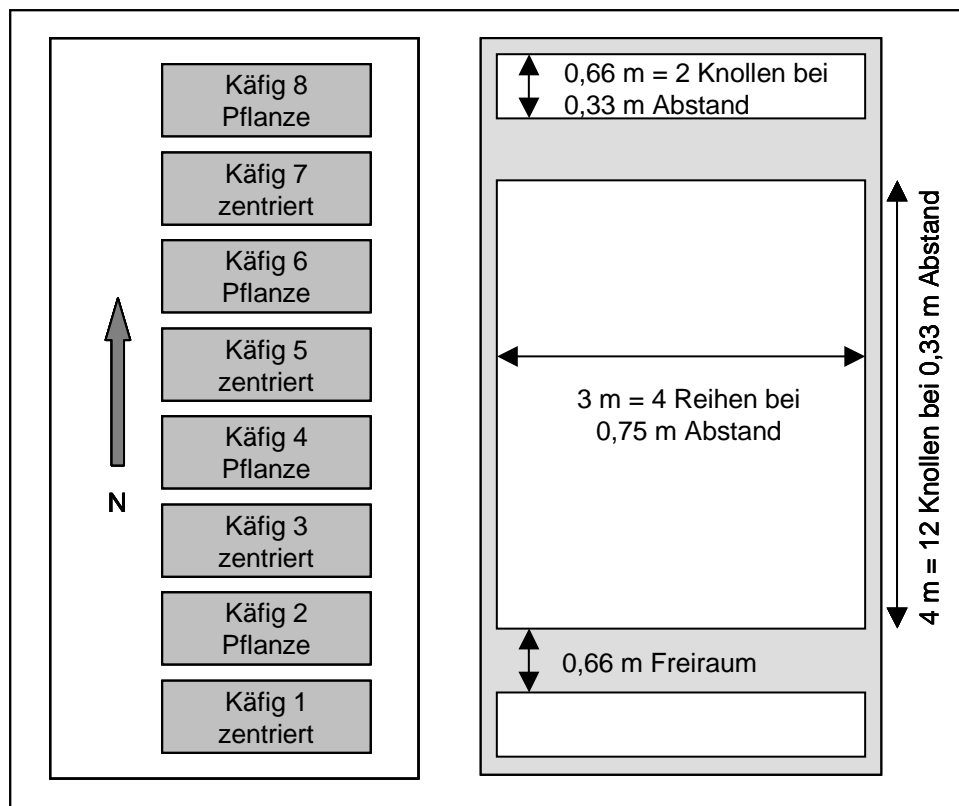 Käfig 8
Pflanze
Käfig 7
zentriert
Käfig 6
Pflanze
Käfig 5
zentriert
Käfig 4
Pflanze
Käfig 3
zentriert
Käfig 2
Pflanze
Käfig 1
zentriert
N
0,66 m = 2 Knollen bei
0,33 m Abstand
3 m = 4 Reihen bei
0,75 m Abstand
0,66 m Freiraum
4 m = 12 Knollen bei 0,33 m Abstand